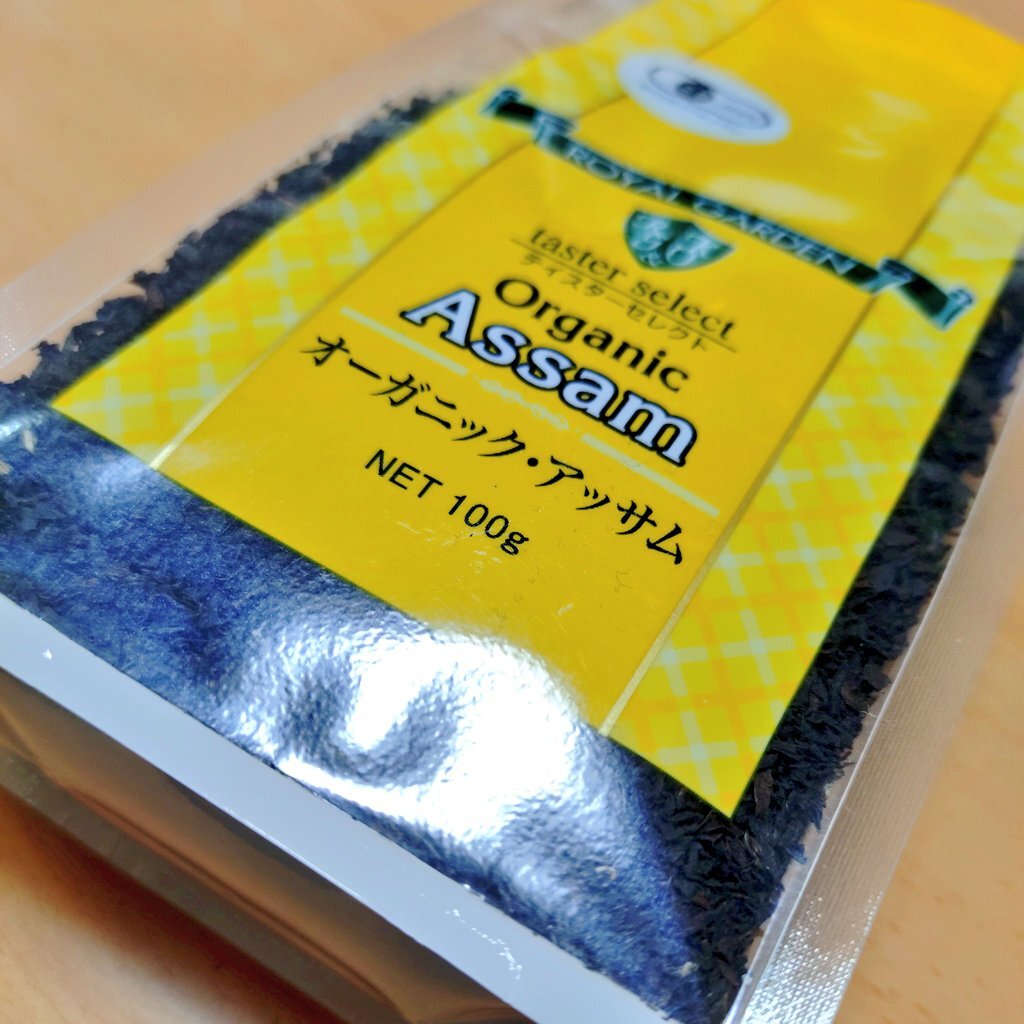 ROYAL GARDEN
taster select
テイスターセレクト
Organic
Assam
オーガニック・アッサム
NET 100g